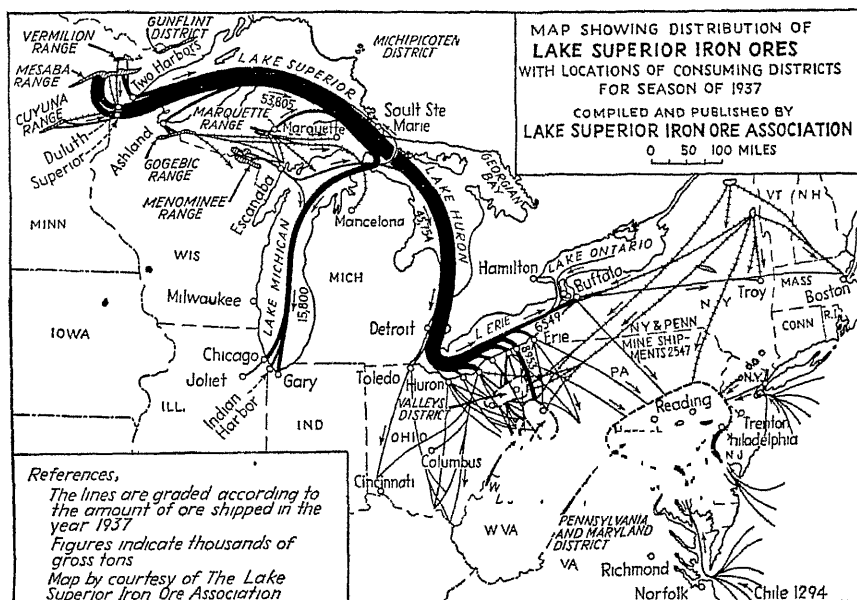 MAP SHOWING DISTRIBUTION OF
LAKE SUPERIOR IRON ORES
WITH LOCATIONS OF CONSUMING DISTRICTS
FOR SEASON OF 1937
COMPILED AND PUBLISHED BY
LAKE SUPERIOR IRON ORE ASSOCIATION
0 50 100 MILES
VERMILION
RANGE
GUNFLINT
DISTRICT
MESABA
RANGE
Two Harbors
LAKE SUPERIOR
MICHIPICOTEN
DISTRICT
CUYUNA
RANGE
53,805
MARQUETTE
RANGE
Marquette
Sault Ste
Marie
Duluth
Superior
Ashland
GOGEBIC
RANGE
MENOMINEE
RANGE
Escanaba
GEORGIAN
BAY
LAKE HURON
Mancelona
MINN
WIS
LAKE MICHIGAN
MICH
15,800
Milwaukee
IOWA
Chicago
Joliet
Indian
Harbor
Gary
ILL.
IND
Hamilton
LAKE ONTARIO
Buffalo
VT
NH
Troy
MASS
Boston
CONN
R.I.
N.Y.
Detroit
L. ERIE
6549
Erie
NY & PENN
MINE SHIP-
MENTS 2547
Toledo
Huron
VALLEYS
DISTRICT
PA
N.Y.
Reading
Trenton
Philadelphia
N J
OHIO
Columbus
Cincinnati
W VA
PENNSYLVANIA
AND MARYLAND
DISTRICT
VA
Richmond
Norfolk
Chile 1294
References,
The lines are graded according to
the amount of ore shipped in the
year 1937
Figures indicate thousands of
gross tons
Map by courtesy of The Lake
Superior Iron Ore Association